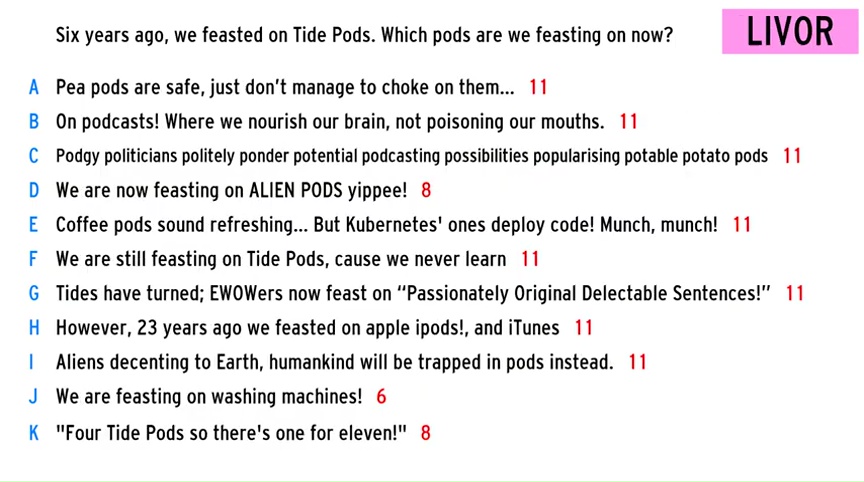 Six years ago, we feasted on Tide Pods. Which pods are we feasting on now?
LIVOR
A Pea pods are safe, just don't manage to choke on them... 11
B On podcasts! Where we nourish our brain, not poisoning our mouths. 11
C Podgy politicians politely ponder potential podcasting possibilities popularising potable potato pods 11
D We are now feasting on ALIEN PODS yippee! 8
E Coffee pods sound refreshing... But Kubernetes' ones deploy code! Munch, munch! 11
F We are still feasting on Tide Pods, cause we never learn 11
G Tides have turned; EWOWers now feast on “Passionately Original Delectable Sentences!” 11
H However, 23 years ago we feasted on apple ipods!, and iTunes 11
I Aliens decenting to Earth, humankind will be trapped in pods instead. 11
J We are feasting on washing machines! 6
K "Four Tide Pods so there's one for eleven!" 8